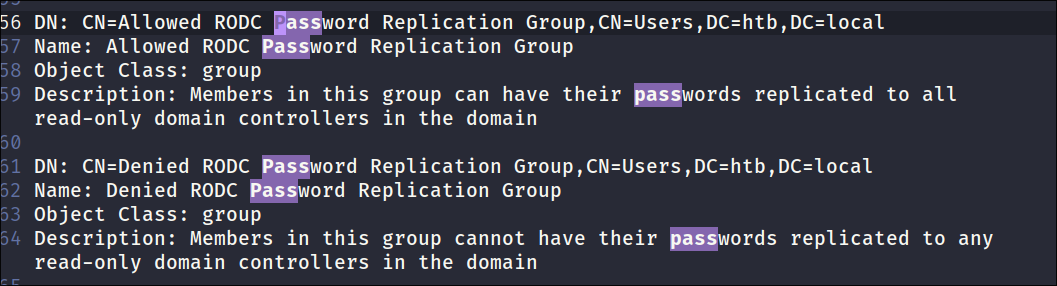 56 DN: CN=Allowed RODC Password Replication Group,CN=Users,DC=htb,DC=local
57 Name: Allowed RODC Password Replication Group
58 Object Class: group
59 Description: Members in this group can have their passwords replicated to all
read-only domain controllers in the domain
60
61 DN: CN=Denied RODC Password Replication Group,CN=Users,DC=htb,DC=local
62 Name: Denied RODC Password Replication Group
63 Object Class: group
64 Description: Members in this group cannot have their passwords replicated to any
read-only domain controllers in the domain